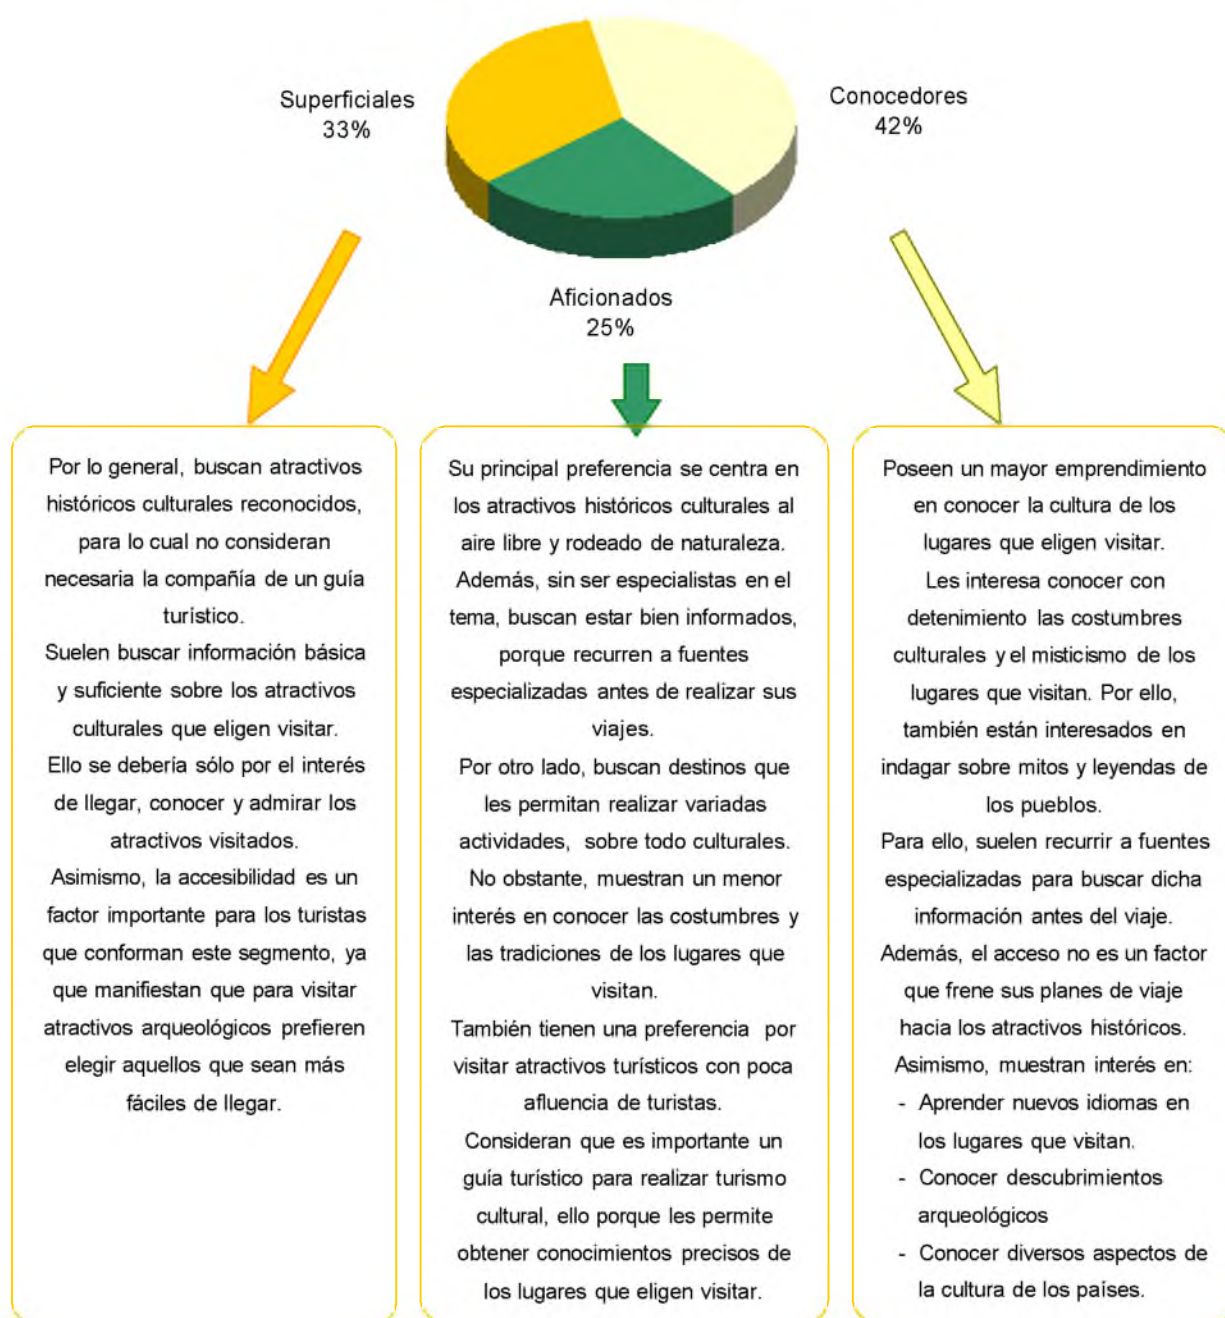 Superficiales
33%
Conocedores
42%
Aficionados
25%
Por lo general, buscan atractivos
históricos culturales reconocidos,
para lo cual no consideran
necesaria la compañía de un guía
turístico.
Suelen buscar información básica
y suficiente sobre los atractivos
culturales que eligen visitar.
Ello se debería sólo por el interés
de llegar, conocer y admirar los
atractivos visitados.
Asimismo, la accesibilidad es un
factor importante para los turistas
que conforman este segmento, ya
que manifiestan que para visitar
atractivos arqueológicos prefieren
elegir aquellos que sean más
fáciles de llegar.
Su principal preferencia se centra en
los atractivos históricos culturales al
aire libre y rodeado de naturaleza.
Además, sin ser especialistas en el
tema, buscan estar bien informados,
porque recurren a fuentes
especializadas antes de realizar sus
viajes.
Por otro lado, buscan destinos que
les permitan realizar variadas
actividades, sobre todo culturales.
No obstante, muestran un menor
interés en conocer las costumbres y
las tradiciones de los lugares que
visitan.
También tienen una preferencia por
visitar atractivos turísticos con poca
afluencia de turistas.
Consideran que es importante un
guía turístico para realizar turismo
cultural, ello porque les permite
obtener conocimientos precisos de
los lugares que eligen visitar.
Poseen un mayor emprendimiento
en conocer la cultura de los
lugares que eligen visitar.
Les interesa conocer con
detenimiento las costumbres
culturales y el misticismo de los
lugares que visitan. Por ello,
también están interesados en
indagar sobre mitos y leyendas de
los pueblos.
Para ello, suelen recurrir a fuentes
especializadas para buscar dicha
información antes del viaje.
Además, el acceso no es un factor
que frene sus planes de viaje
hacia los atractivos históricos.
Asimismo, muestran interés en:
- Aprender nuevos idiomas en
los lugares que visitan.
- Conocer descubrimientos
arqueológicos
- Conocer diversos aspectos de
la cultura de los países.